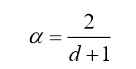 α = 2 / (d + 1)